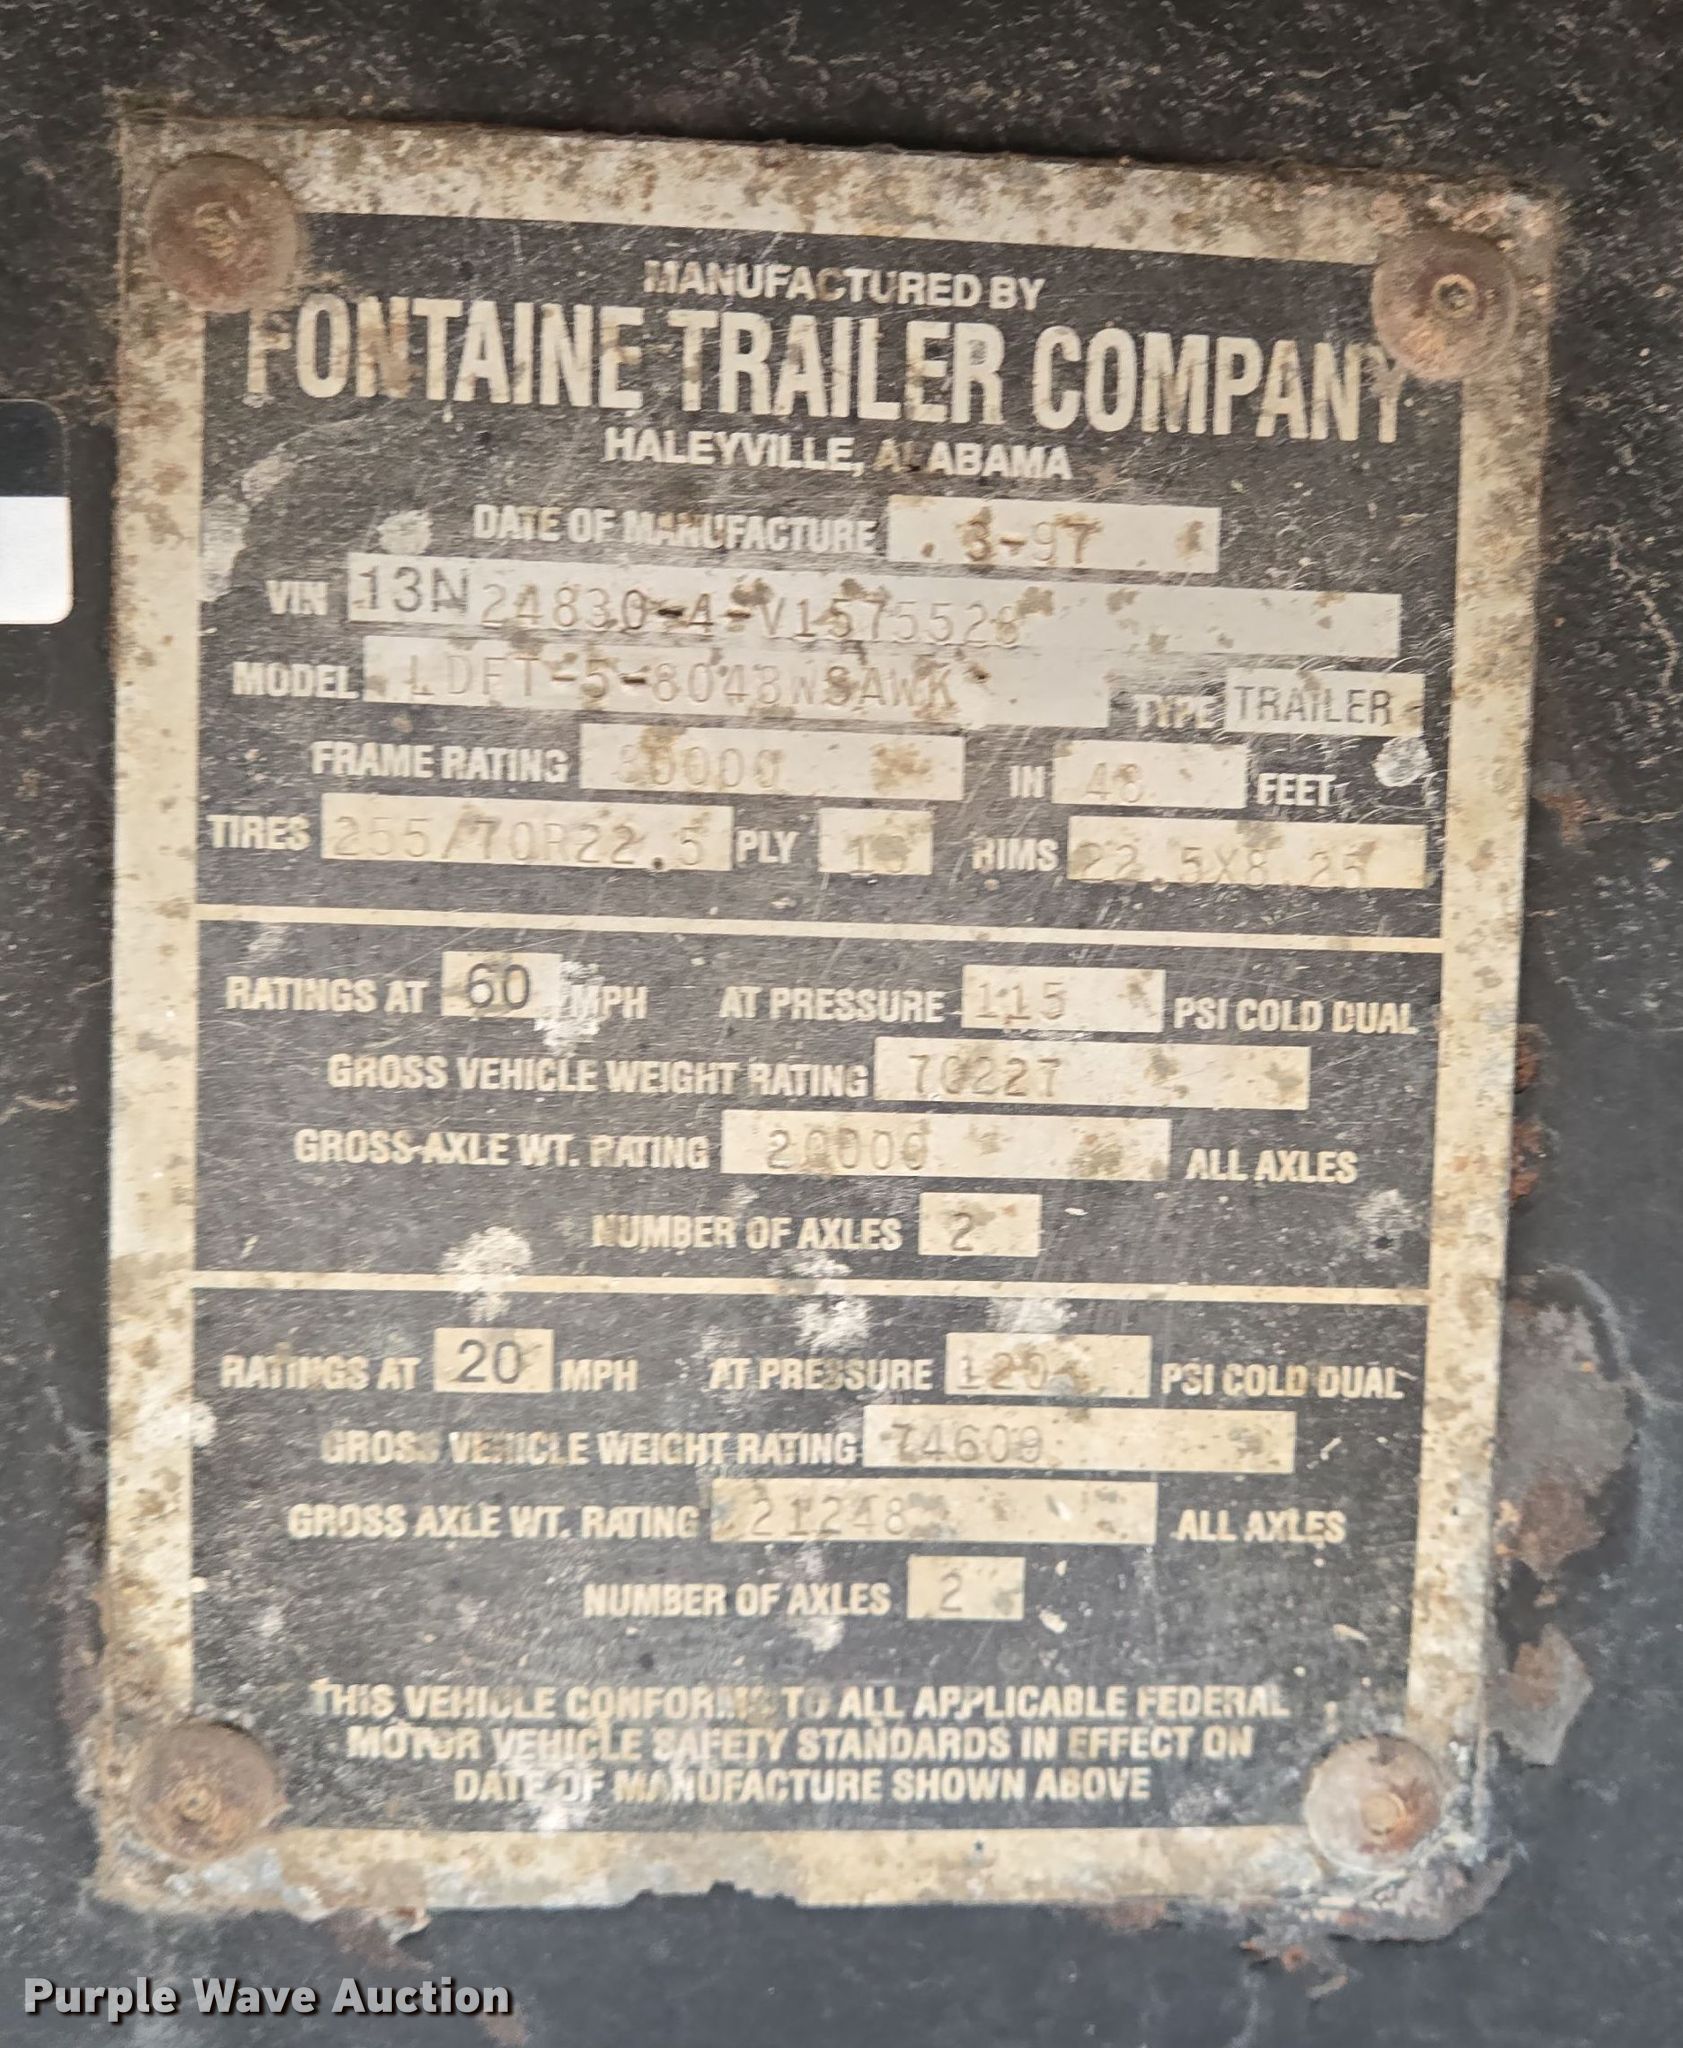 MANUFACTURED BY
FONTAINE TRAILER COMPANY
HALEYVILLE, ALABAMA
DATE OF MANUFACTURE 3-97
VIN 13N 24830-4-V1575528
MODEL LDFT-5-8048WSAWK TYPE TRAILER
FRAME RATING IN 48 FEET
TIRES 255/70R22.5 PLY RIMS 22.5X8.25
RATINGS AT 60 MPH AT PRESSURE 115 PSI COLD DUAL
GROSS VEHICLE WEIGHT RATING 70227
GROSS AXLE WT. RATING 20000 ALL AXLES
NUMBER OF AXLES 2
RATINGS AT 20 MPH AT PRESSURE 120 PSI COLD DUAL
GROSS VEHICLE WEIGHT RATING 74609
GROSS AXLE WT. RATING 21248 ALL AXLES
NUMBER OF AXLES 2
THIS VEHICLE CONFORMS TO ALL APPLICABLE FEDERAL
MOTOR VEHICLE SAFETY STANDARDS IN EFFECT ON
DATE OF MANUFACTURE SHOWN ABOVE
Purple Wave Auction